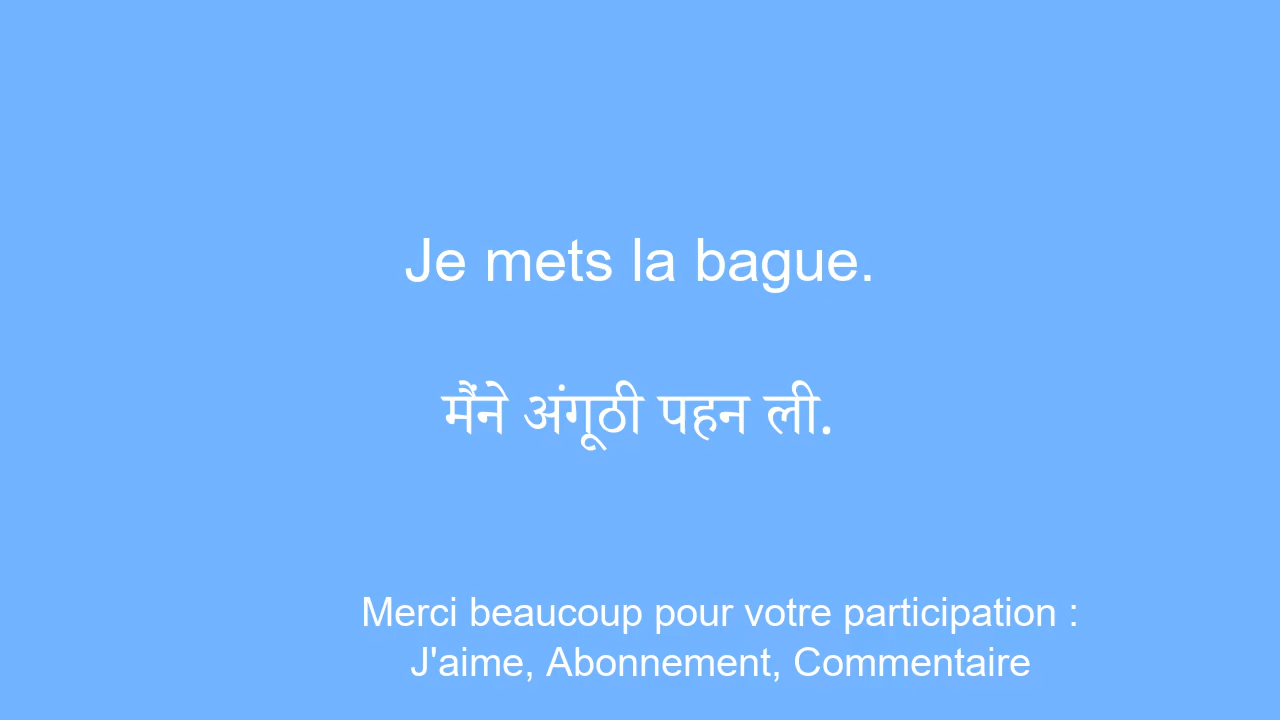 Je mets la bague.
मैंने अंगूठी पहन ली.
Merci beaucoup pour votre participation :
J'aime, Abonnement, Commentaire